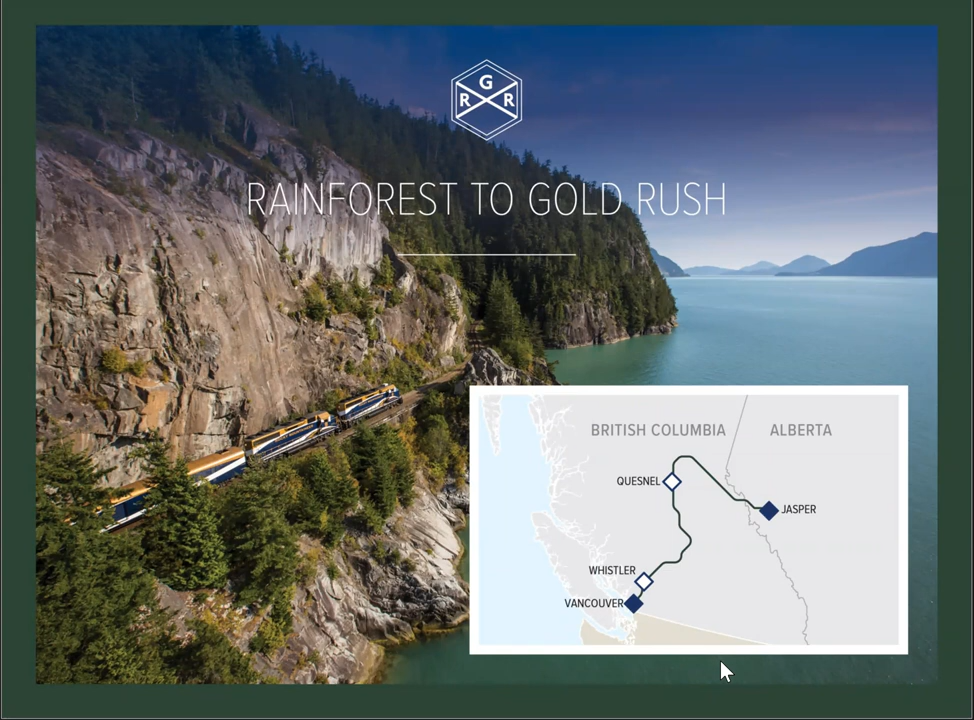 G
R R
RAINFOREST TO GOLD RUSH
BRITISH COLUMBIA ALBERTA
QUESNEL
JASPER
WHISTLER
VANCOUVER